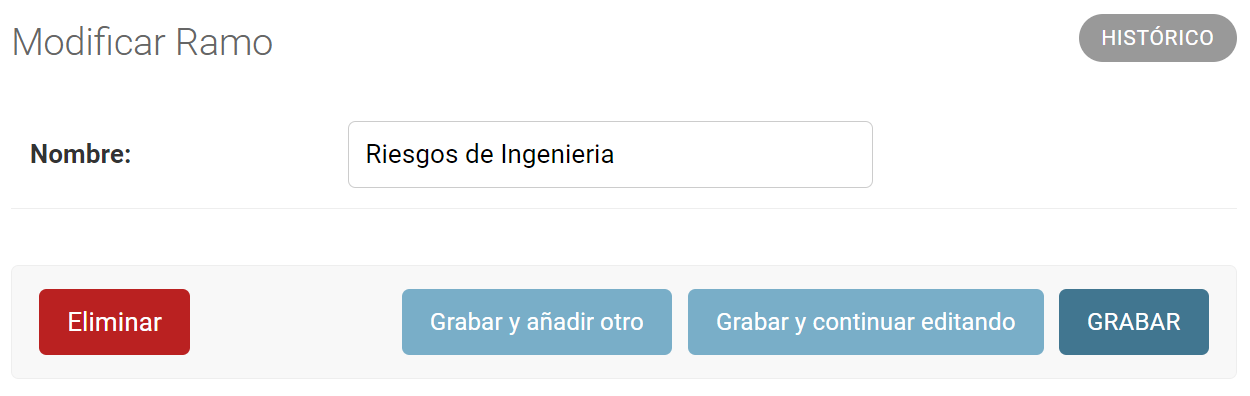 Modificar Ramo
HISTÓRICO
Nombre:
Riesgos de Ingenieria
Eliminar
Grabar y añadir otro
Grabar y continuar editando
GRABAR